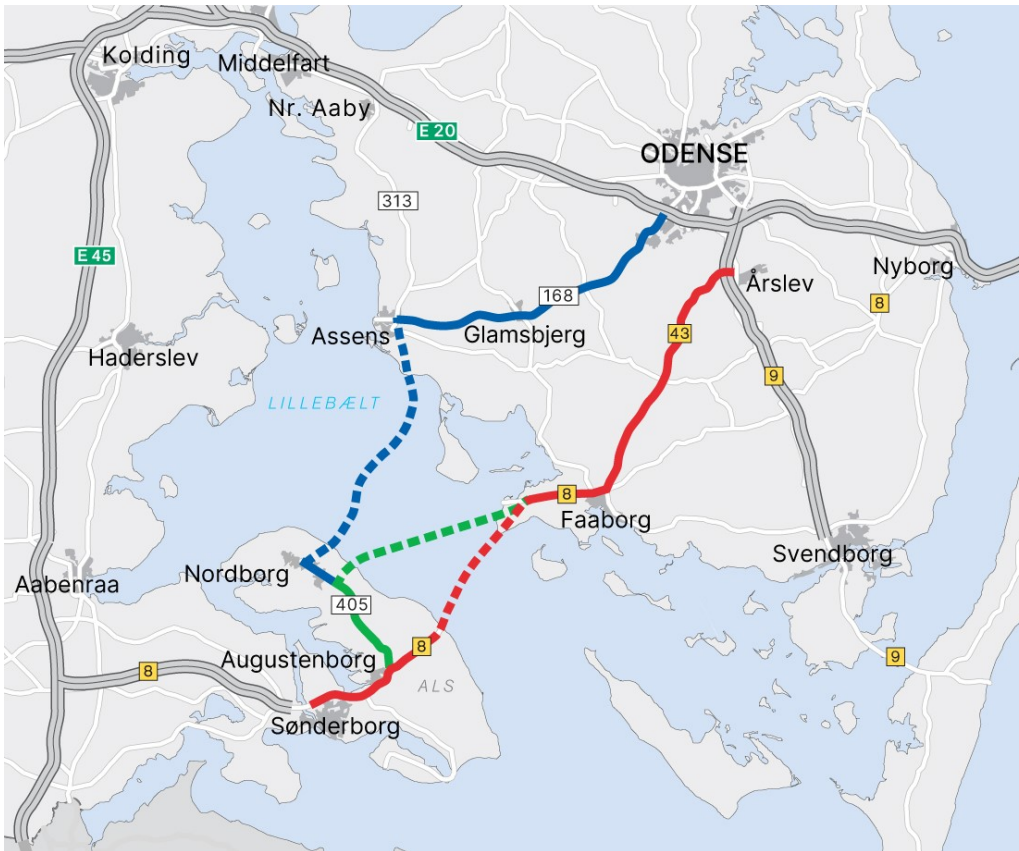 Kolding
Middelfart
Nr. Aaby
E 20
ODENSE
313
E 45
Nyborg
Årslev
168
8
Assens
Glamsbjerg
43
Haderslev
9
LILLEBÆLT
8
Faaborg
Svendborg
Nordborg
Aabenraa
405
8
9
Augustenborg
8
ALS
Sønderborg